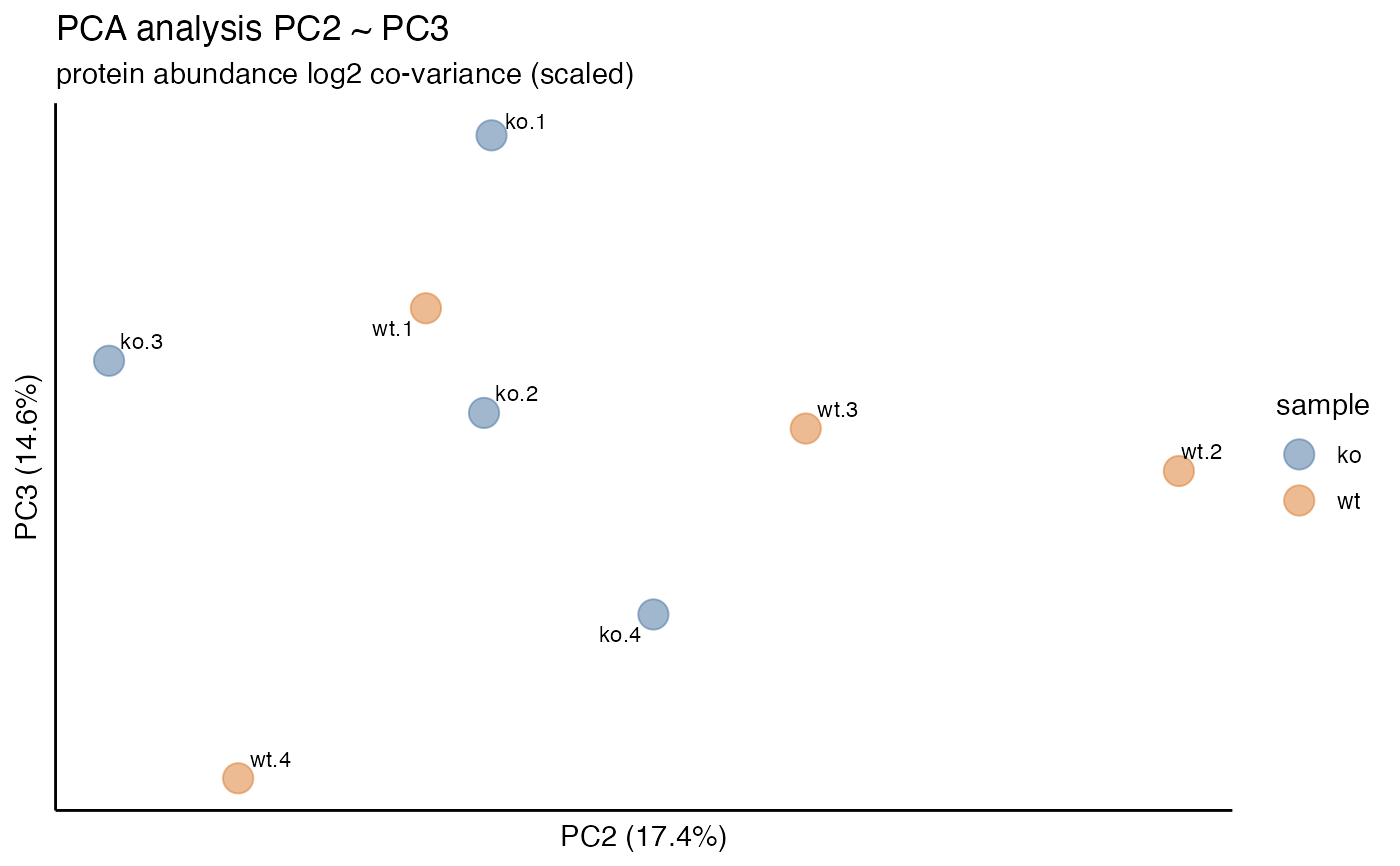 PCA analysis PC2 ~ PC3
protein abundance log2 co-variance (scaled)
ko.1
wt.1
ko.3
ko.2
wt.3
wt.2
ko.4
wt.4
PC3 (14.6%)
PC2 (17.4%)
sample
ko
wt